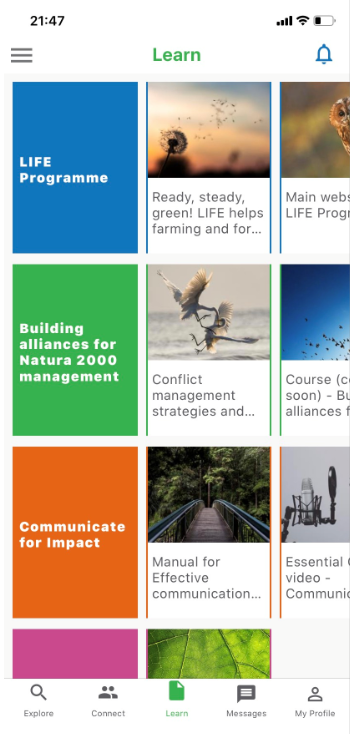 21:47
Learn
LIFE
Programme
Ready, steady,
green! LIFE helps
farming and for...
Main webs
LIFE Progr
Building
alliances for
Natura 2000
management
Conflict
management
strategies and...
Course (c
soon) - Bu
alliances f
Communicate
for Impact
Manual for
Effective
communication...
Essential
video -
Communic
Explore
Connect
Learn
Messages
My Profile